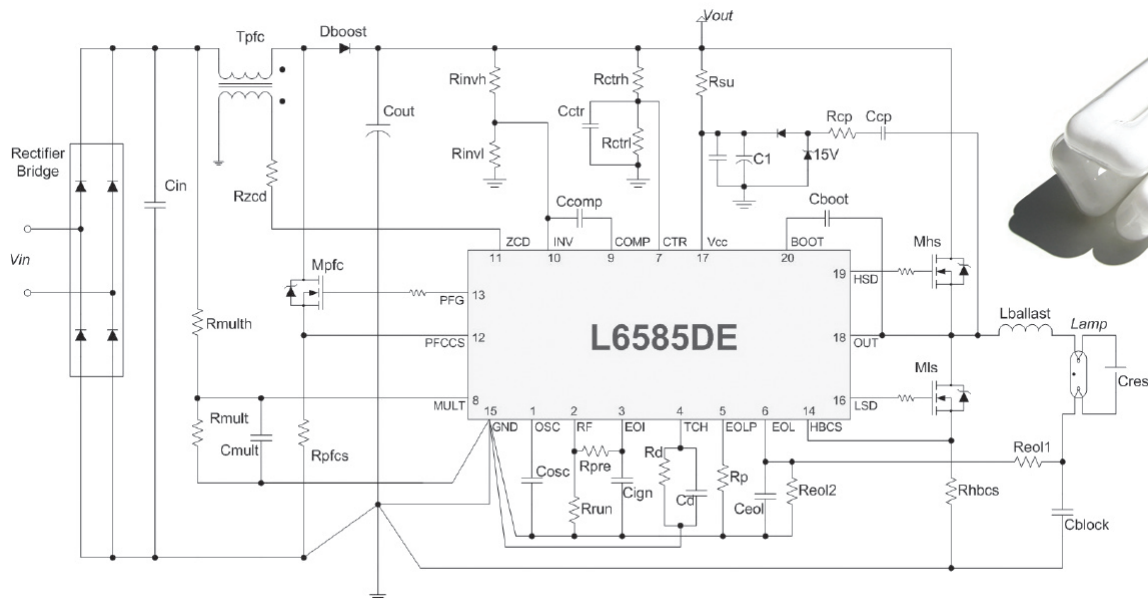 Vout
Tpfc
Dboost
Rinvh
Rctrh
Rsu
Cctr
Rcp
Ccp
Cout
Rectifier
Bridge
Rinvl
Rctrl
C1
15V
Cin
Rzcd
Ccomp
Cboot
ZCD
INV
COMP
CTR
Vcc
BOOT
11
10
9
7
17
20
Vin
Mpfc
Mhs
19
HSD
13
PFG
Rmulth
L6585DE
Lballast
Lamp
12
PFCCS
18
OUT
Cres
Mls
8
MULT
16
LSD
15
1
2
3
4
5
6
14
GND
OSC
RF
EOI
TCH
EOLP
EOL
HBCS
Rmult
Cmult
Rpfcs
Cosc
Rpre
Rd
Rp
Reol1
Cign
Cd
Reol2
Rhbcs
Rrun
Ceol
Cblock